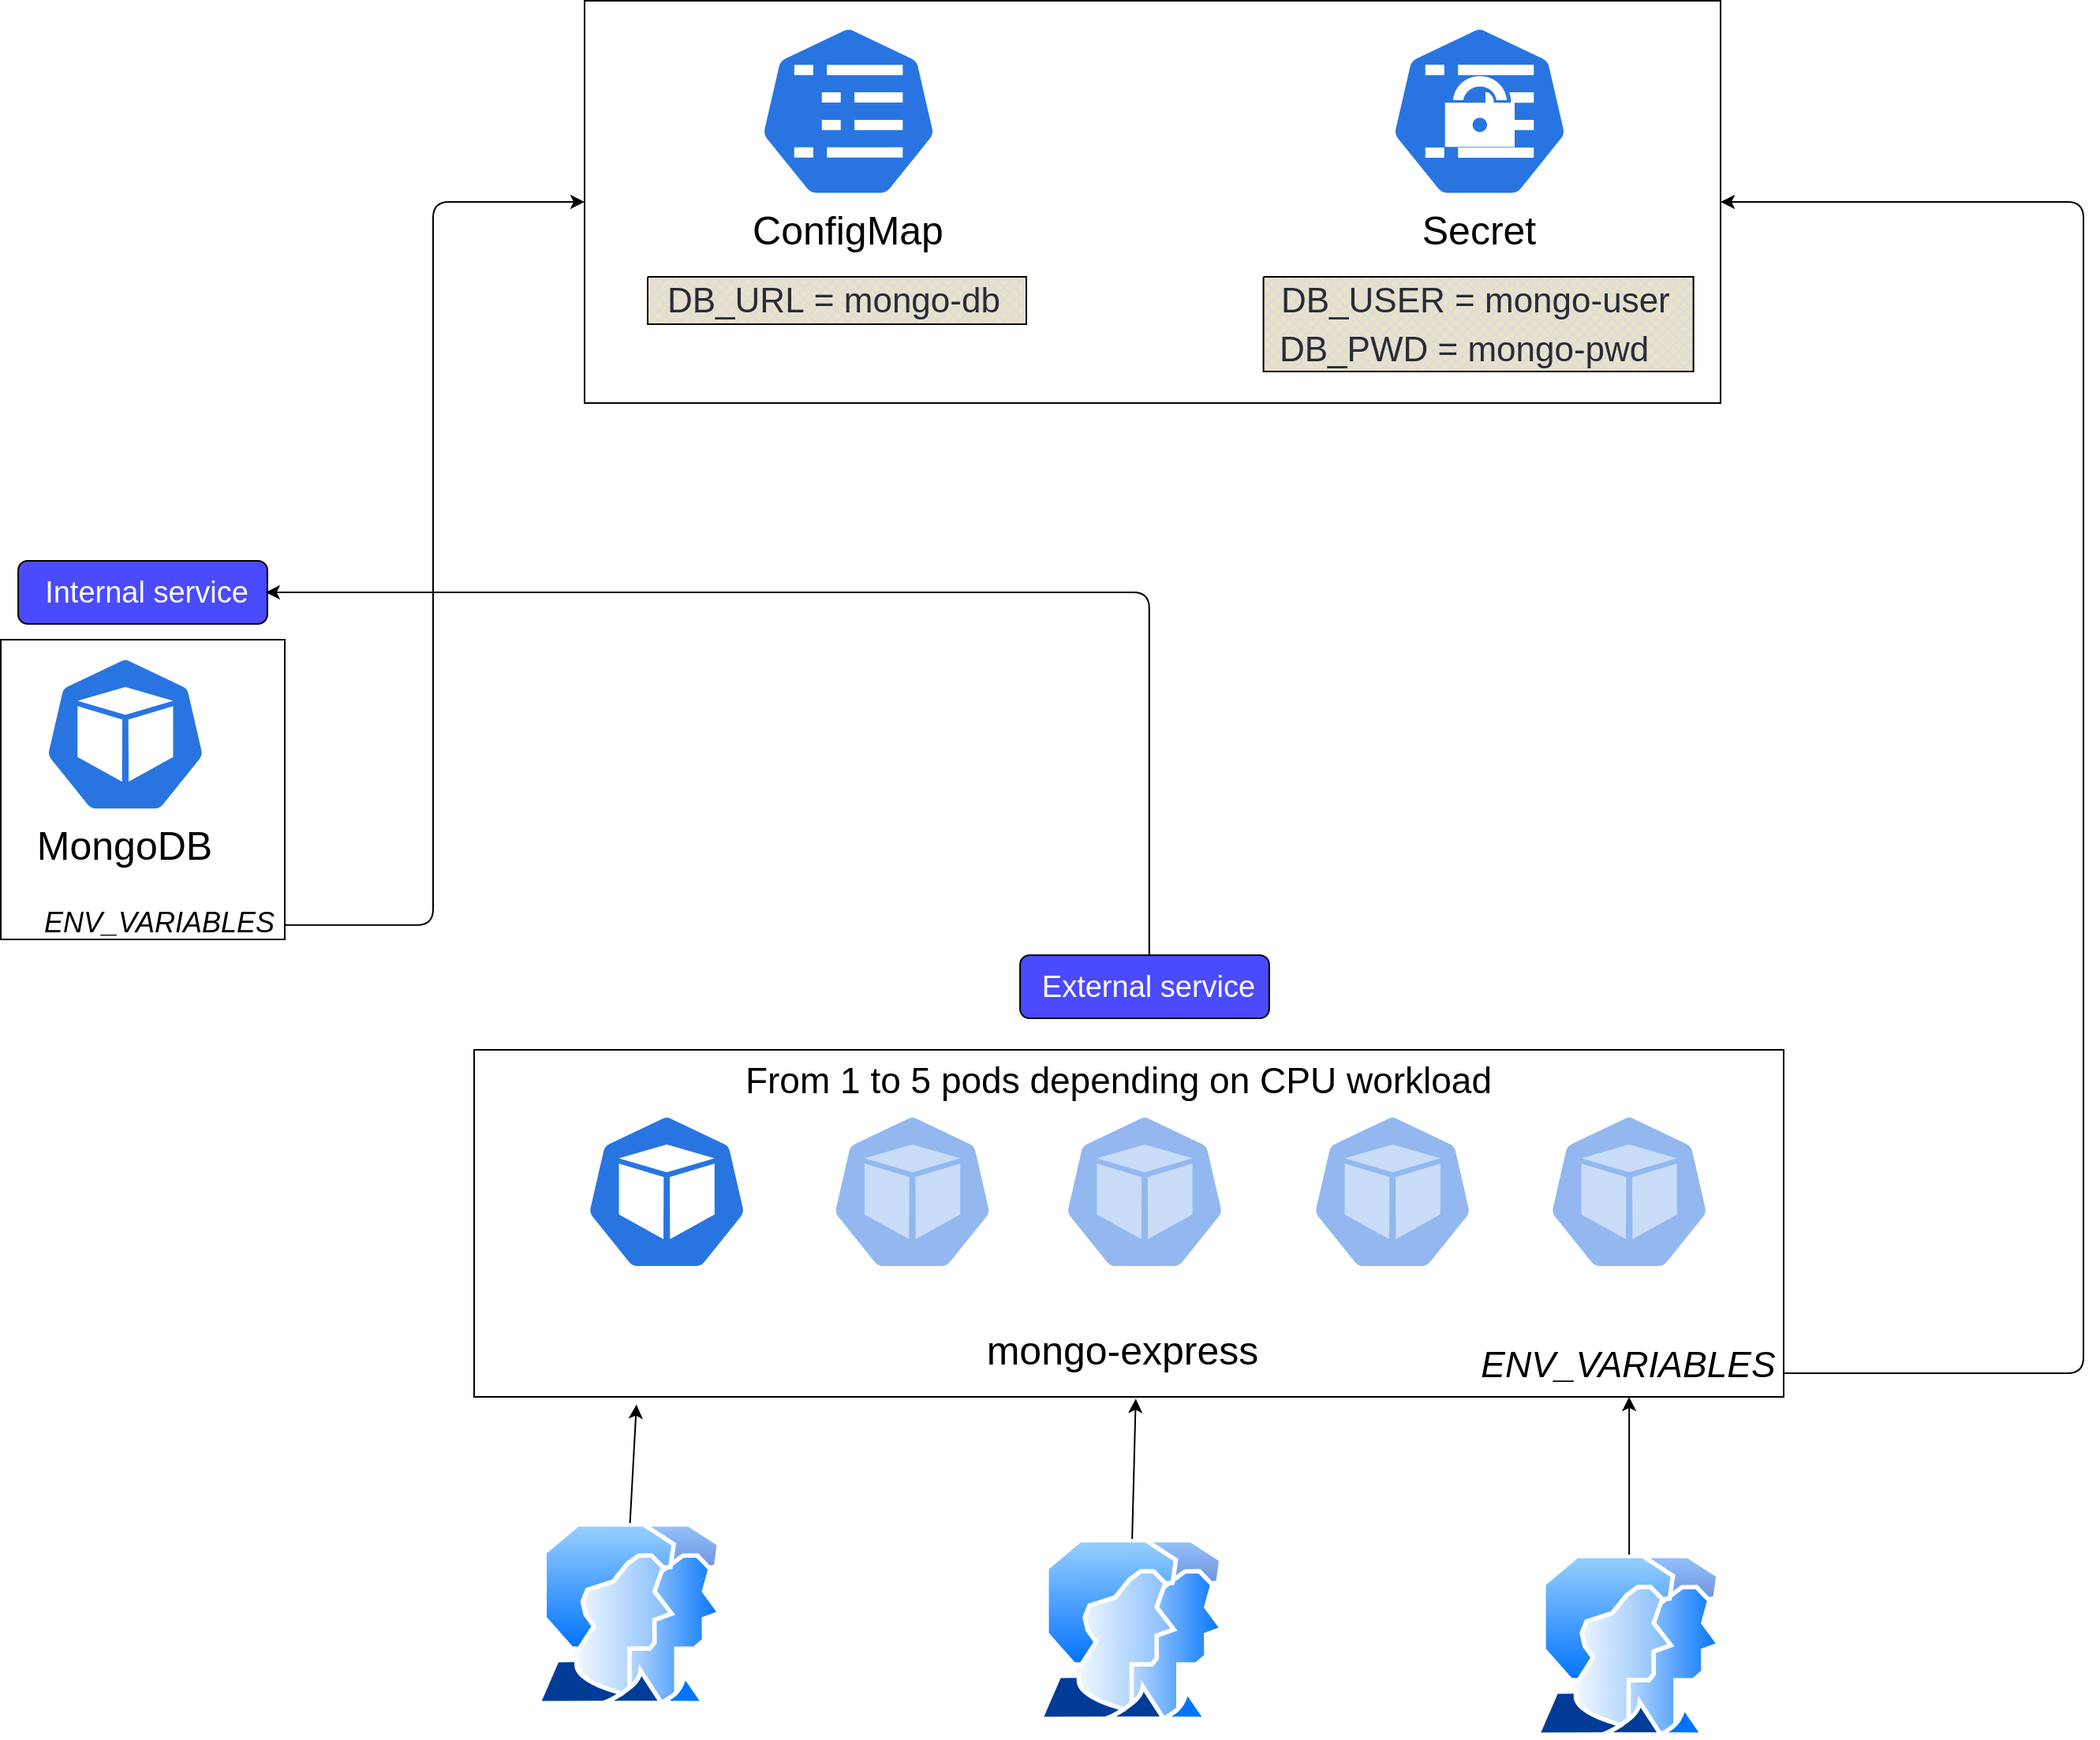 ConfigMap
Secret
DB_URL = mongo-db
DB_USER = mongo-user
DB_PWD = mongo-pwd
Internal service
MongoDB
ENV_VARIABLES
External service
From 1 to 5 pods depending on CPU workload
mongo-express
ENV_VARIABLES